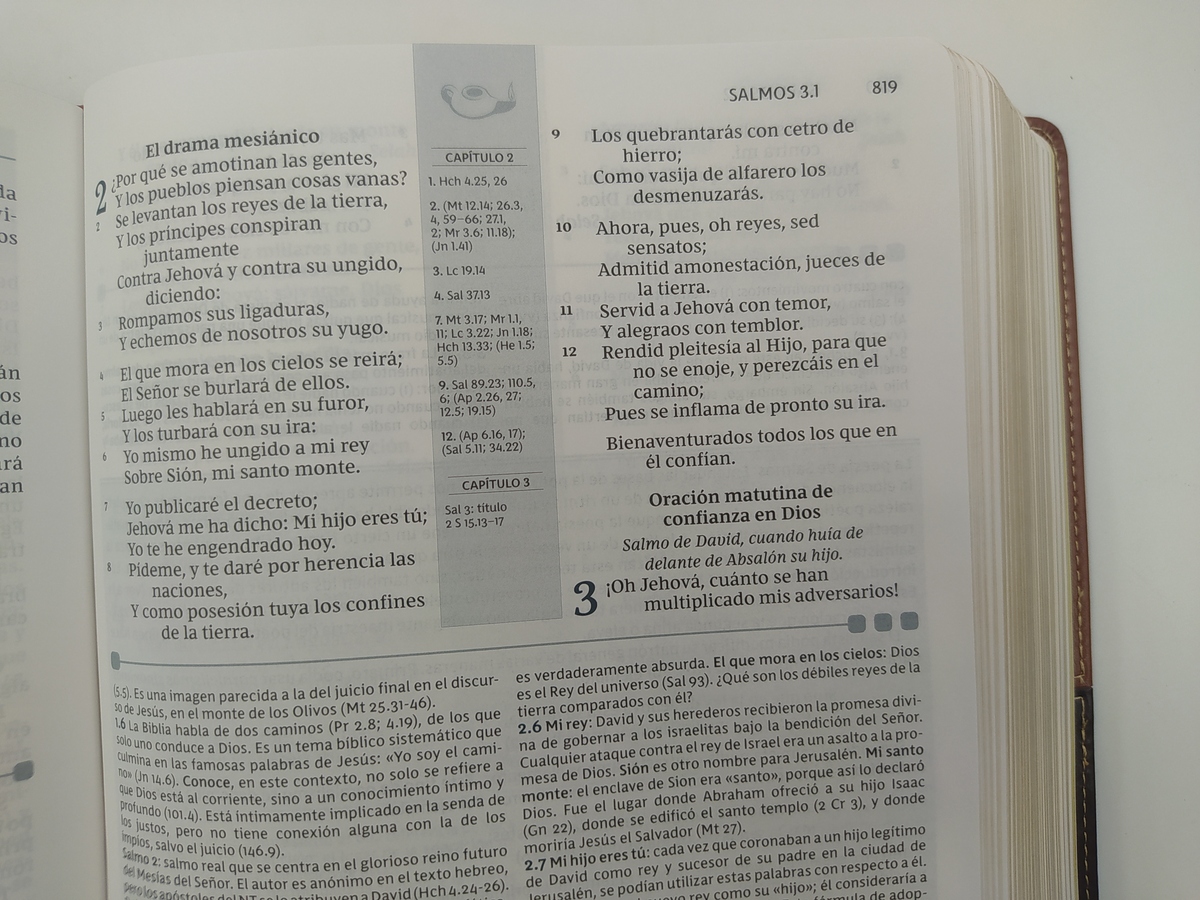 SALMOS 3.1
819
El drama mesiánico
2 ¿Por qué se amotinan las gentes,
Y los pueblos piensan cosas vanas?
2 Se levantan los reyes de la tierra,
Y los príncipes conspiran
juntamente
Contra Jehová y contra su ungido,
diciendo:
3 Rompamos sus ligaduras,
Y echemos de nosotros su yugo.
4 El que mora en los cielos se reirá;
El Señor se burlará de ellos.
5 Luego les hablará en su furor,
Y los turbará con su ira:
6 Yo mismo he ungido a mi rey
Sobre Sión, mi santo monte.
7 Yo publicaré el decreto;
Jehová me ha dicho: Mi hijo eres tú;
Yo te he engendrado hoy.
8 Pídeme, y te daré por herencia las
naciones,
Y como posesión tuya los confines
de la tierra.
CAPÍTULO 2
1. Hch 4.25, 26
2. (Mt 12.14; 26.3,
4, 59–66; 27.1,
2; Mr 3.6; 11.18);
(Jn 1.41)
3. Lc 19.14
4. Sal 37.13
7. Mt 3.17; Mr 1.1,
11; Lc 3.22; Jn 1.18;
Hch 13.33; (He 1.5;
5.5)
9. Sal 89.23; 110.5,
6; (Ap 2.26, 27;
12.5; 19.15)
12. (Ap 6.16, 17);
(Sal 5.11; 34.22)
CAPÍTULO 3
Sal 3: título
2 S 15.13–17
9 Los quebrantarás con cetro de
hierro;
Como vasija de alfarero los
desmenuzarás.
10 Ahora, pues, oh reyes, sed
sensatos;
Admitid amonestación, jueces de
la tierra.
11 Servid a Jehová con temor,
Y alegraos con temblor.
12 Rendid pleitesía al Hijo, para que
no se enoje, y perezcáis en el
camino;
Pues se inflama de pronto su ira.
Bienaventurados todos los que en
él confían.
Oración matutina de
confianza en Dios
Salmo de David, cuando huía de
delante de Absalón su hijo.
3 ¡Oh Jehová, cuánto se han
multiplicado mis adversarios!
(5.5). Es una imagen parecida a la del juicio final en el discur-
so de Jesús, en el monte de los Olivos (Mt 25.31-46).
1.6 La Biblia habla de dos caminos (Pr 2.8; 4.19), de los que
solo uno conduce a Dios. Es un tema bíblico sistemático que
culmina en las famosas palabras de Jesús: «Yo soy el cami-
no» (Jn 14.6). Conoce, en este contexto, no solo se refiere a
que Dios está al corriente, sino a un conocimiento íntimo y
profundo (101.4). Está intimamente implicado en la senda de
los justos, pero no tiene conexión alguna con la de los
impíos, salvo el juicio (146.9).
Salmo 2: salmo real que se centra en el glorioso reino futuro
del Mesías del Señor. El autor es anónimo en el texto hebreo,
pero los apóstoles del NT se lo atribuyen a David (Hch 4.24-26).
es verdaderamente absurda. El que mora en los cielos: Dios
es el Rey del universo (Sal 93). ¿Qué son los débiles reyes de la
tierra comparados con él?
2.6 Mi rey: David y sus herederos recibieron la promesa divi-
na de gobernar a los israelitas bajo la bendición del Señor.
Cualquier ataque contra el rey de Israel era un asalto a la pro-
mesa de Dios. Sión es otro nombre para Jerusalén. Mi santo
monte: el enclave de Sion era «santo», porque así lo declaró
Dios. Fue el lugar donde Abraham ofreció a su hijo Isaac
(Gn 22), donde se edificó el santo templo (2 Cr 3), y donde
moriría Jesús el Salvador (Mt 27).
2.7 Mi hijo eres tú: cada vez que coronaban a un hijo legítimo
de David como rey y sucesor de su padre en la ciudad de
Jerusalén, se podían utilizar estas palabras con respecto a él.
rey como su «hijo»; él consideraría a